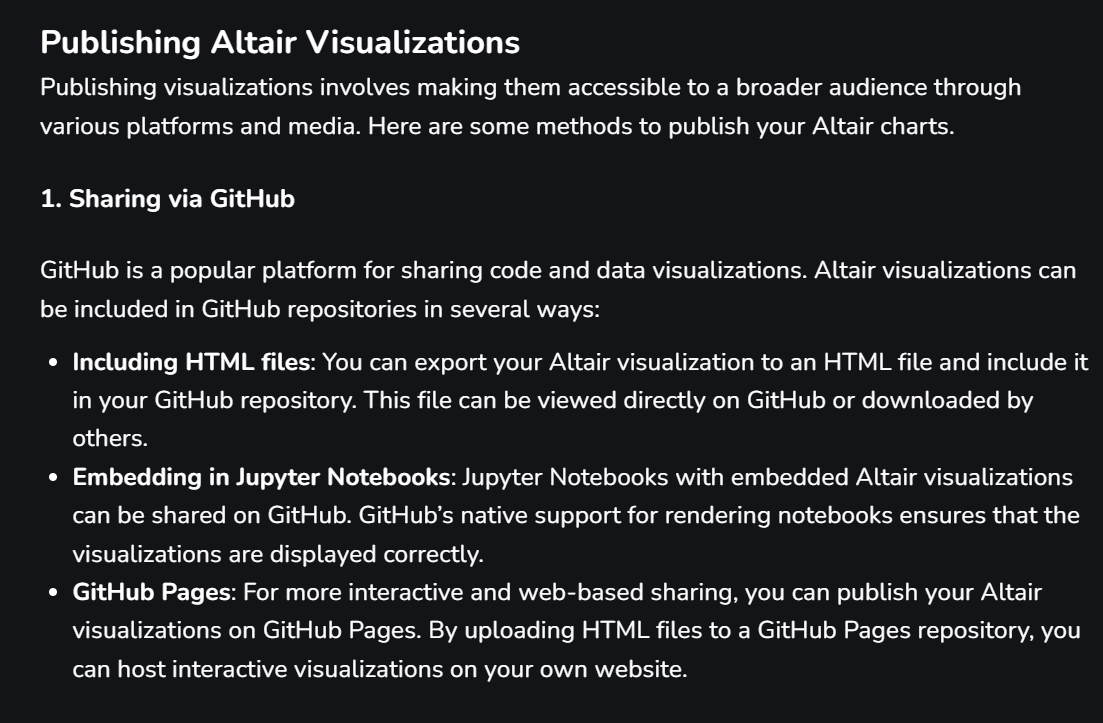 Publishing Altair Visualizations
Publishing visualizations involves making them accessible to a broader audience through
various platforms and media. Here are some methods to publish your Altair charts.
1. Sharing via GitHub
GitHub is a popular platform for sharing code and data visualizations. Altair visualizations can
be included in GitHub repositories in several ways:
• Including HTML files: You can export your Altair visualization to an HTML file and include it
in your GitHub repository. This file can be viewed directly on GitHub or downloaded by
others.
• Embedding in Jupyter Notebooks: Jupyter Notebooks with embedded Altair visualizations
can be shared on GitHub. GitHub’s native support for rendering notebooks ensures that the
visualizations are displayed correctly.
• GitHub Pages: For more interactive and web-based sharing, you can publish your Altair
visualizations on GitHub Pages. By uploading HTML files to a GitHub Pages repository, you
can host interactive visualizations on your own website.